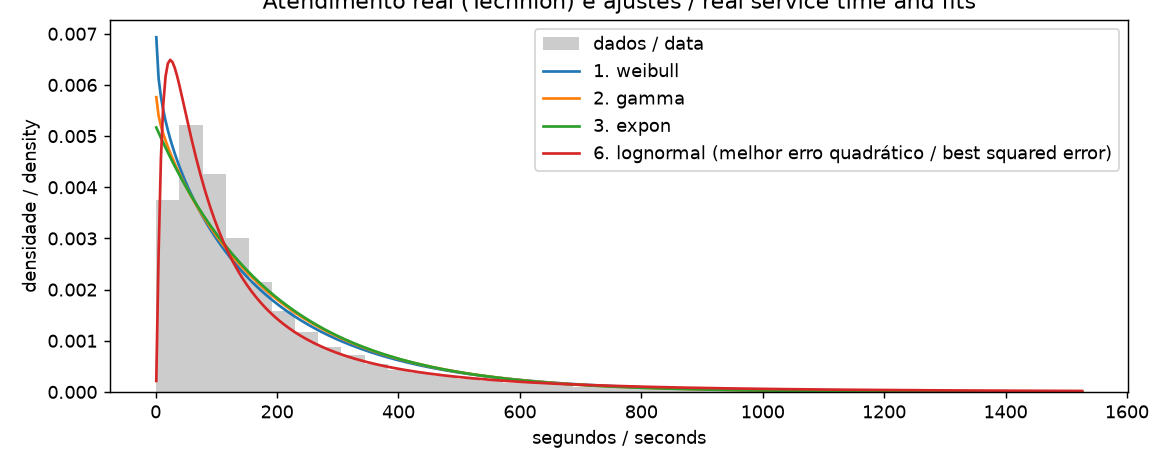 Atendimento real (Technion) e ajustes / real service time and fits
dados / data
1. weibull
2. gamma
3. expon
6. lognormal (melhor erro quadrático / best squared error)
densidade / density
0.007
0.006
0.005
0.004
0.003
0.002
0.001
0.000
0 200 400 600 800 1000 1200 1400 1600
segundos / seconds